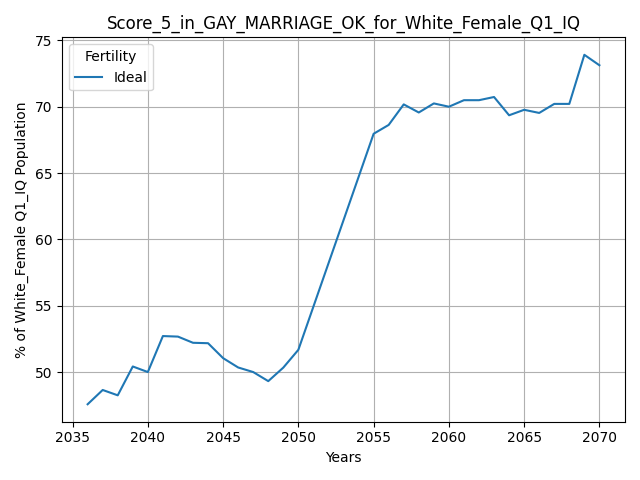 Score_5_in_GAY_MARRIAGE_OK_for_White_Female_Q1_IQ
Fertility
Ideal
% of White_Female Q1_IQ Population
75
70
65
60
55
50
2035 2040 2045 2050 2055 2060 2065 2070
Years